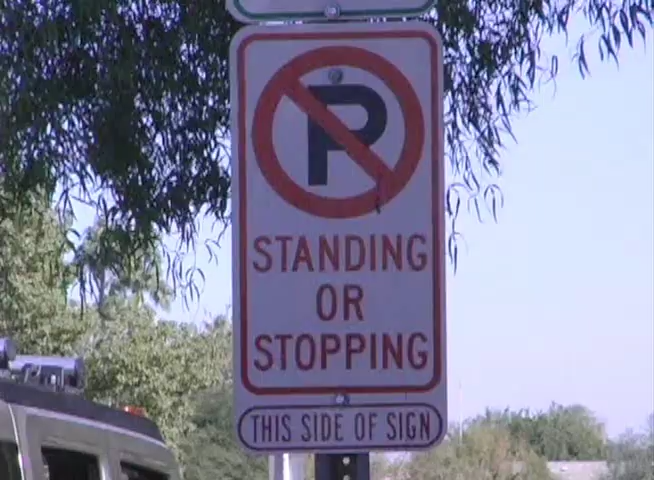 P
STANDING
OR
STOPPING
THIS SIDE OF SIGN